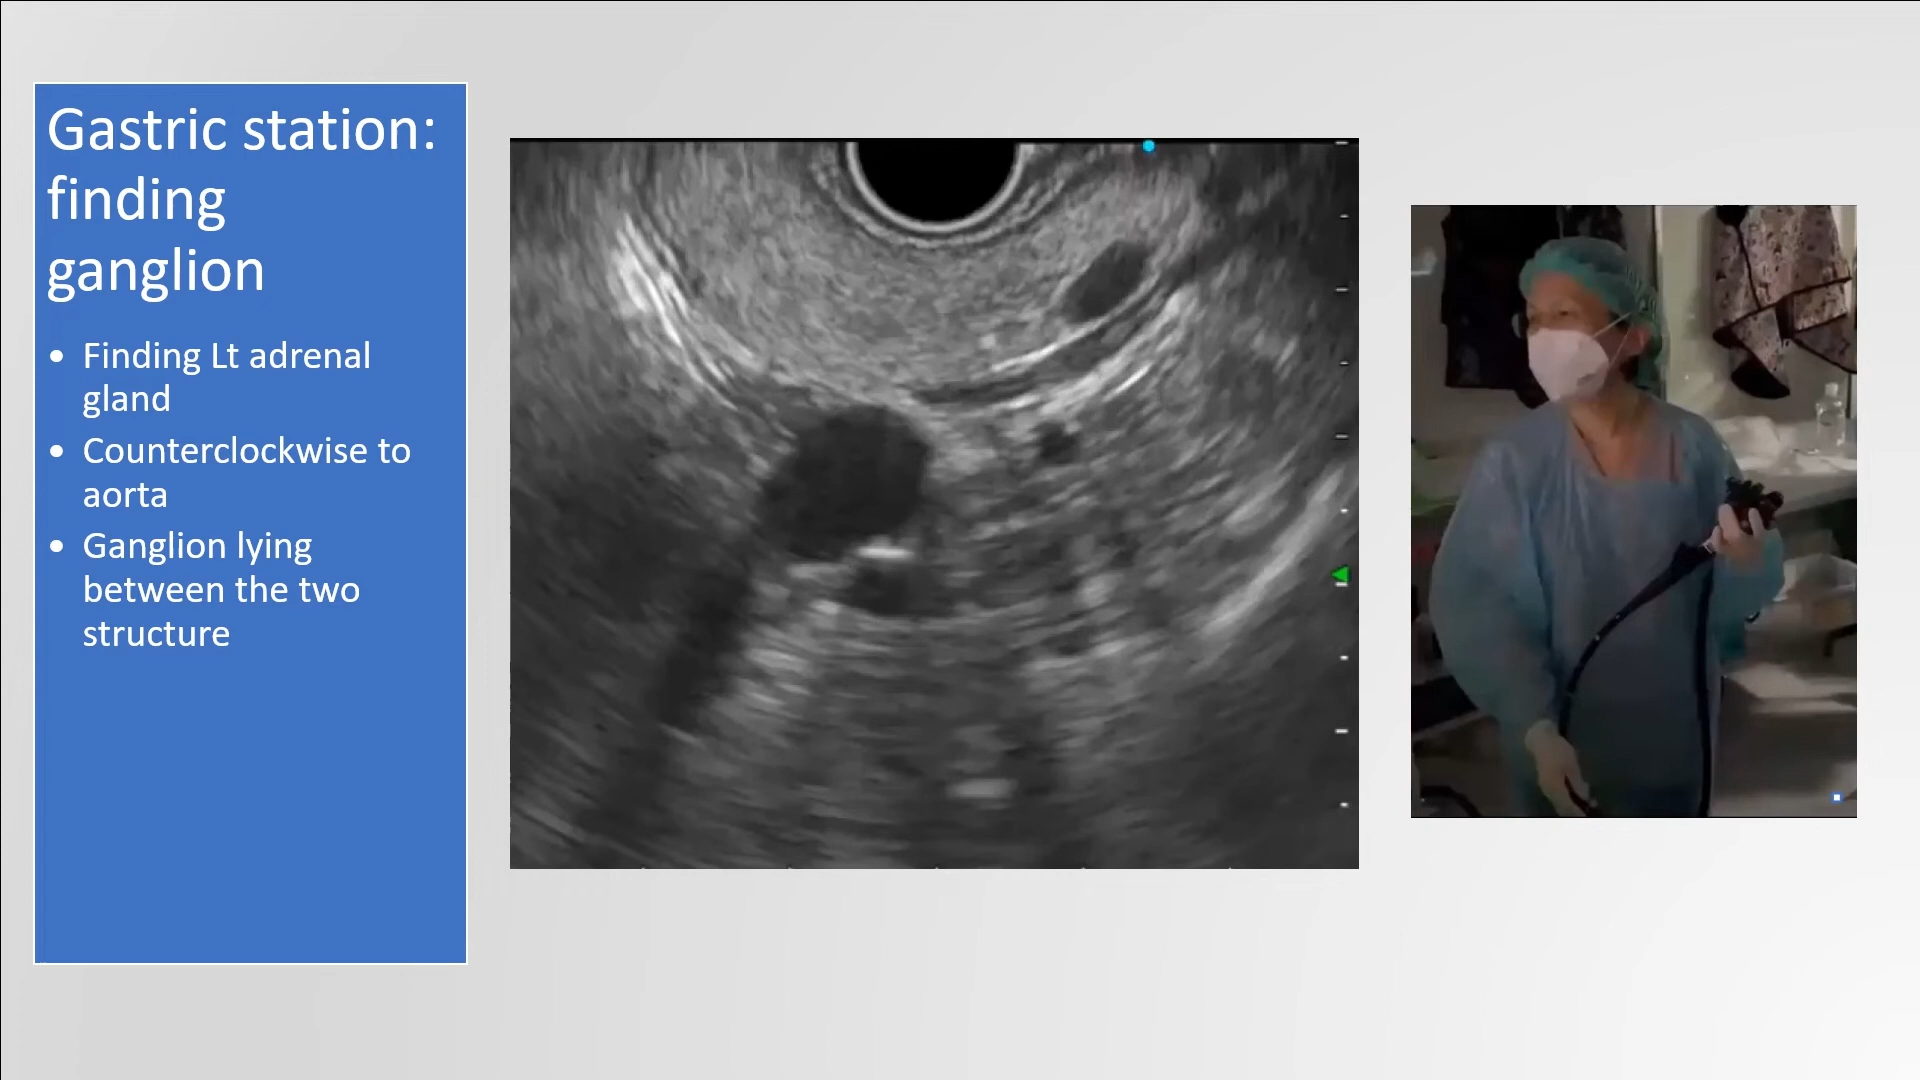 Gastric station:
finding
ganglion
• Finding Lt adrenal
gland
• Counterclockwise to
aorta
• Ganglion lying
between the two
structure